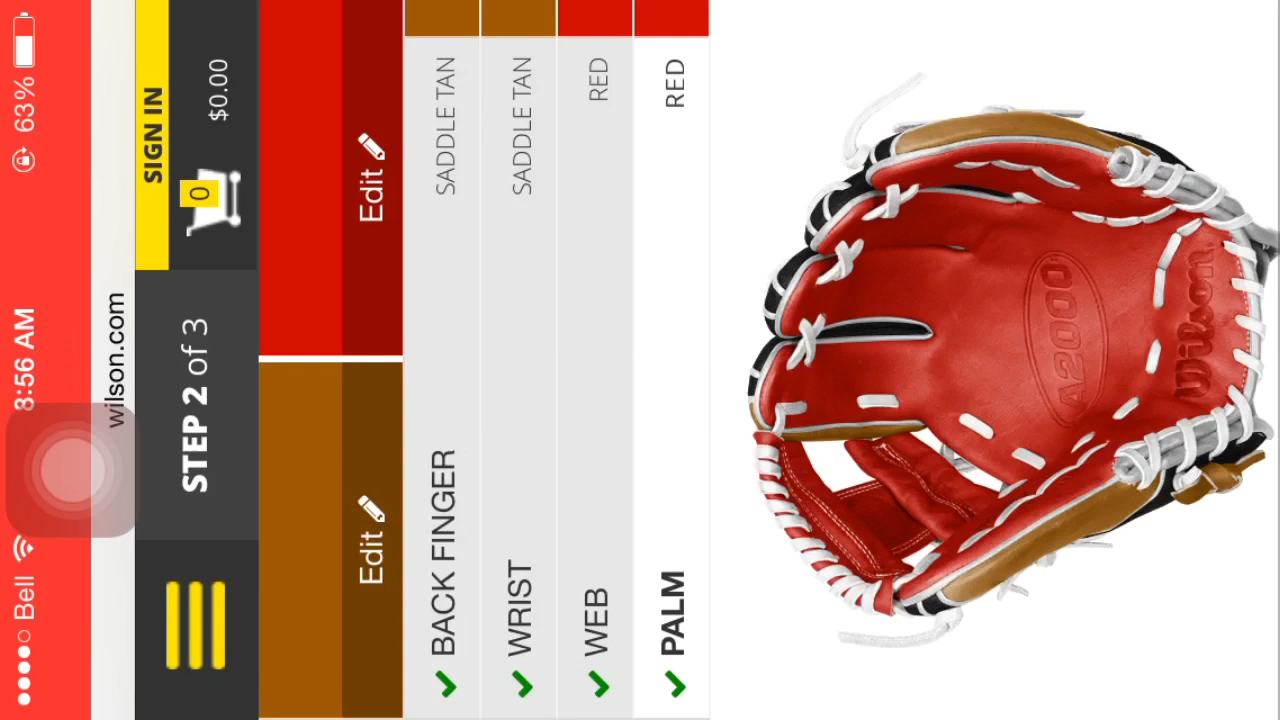 Bell 8:56 AM 63%
wilson.com
STEP 2 of 3
SIGN IN
0
$0.00
Edit
Edit
BACK FINGER SADDLE TAN
WRIST SADDLE TAN
WEB RED
PALM RED
A2000
Wilson